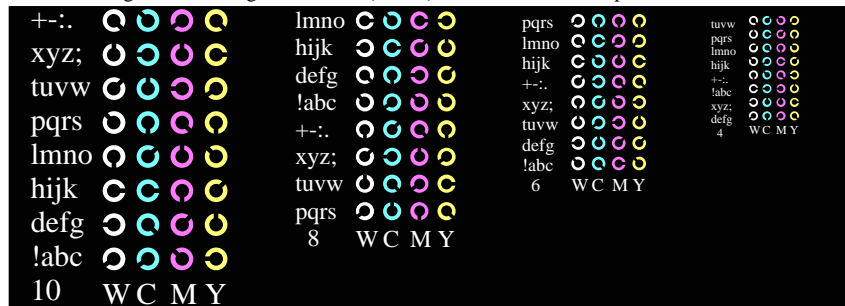 +-:.
xyz;
tuvw
pqrs
lmno
hijk
defg
!abc
10 W C M Y
lmno
hijk
defg
!abc
+-:.
xyz;
tuvw
pqrs
8 W C M Y
pqrs
lmno
hijk
+-:.
xyz;
tuvw
defg
!abc
6 W C M Y
tuvw
pqrs
lmno
hijk
+-:.
!abc
xyz;
defg
4 W C M Y